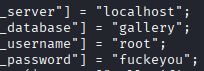 _server"] = "localhost";
_database"] = "gallery";
_username"] = "root";
_password"] = "fuckeyou";